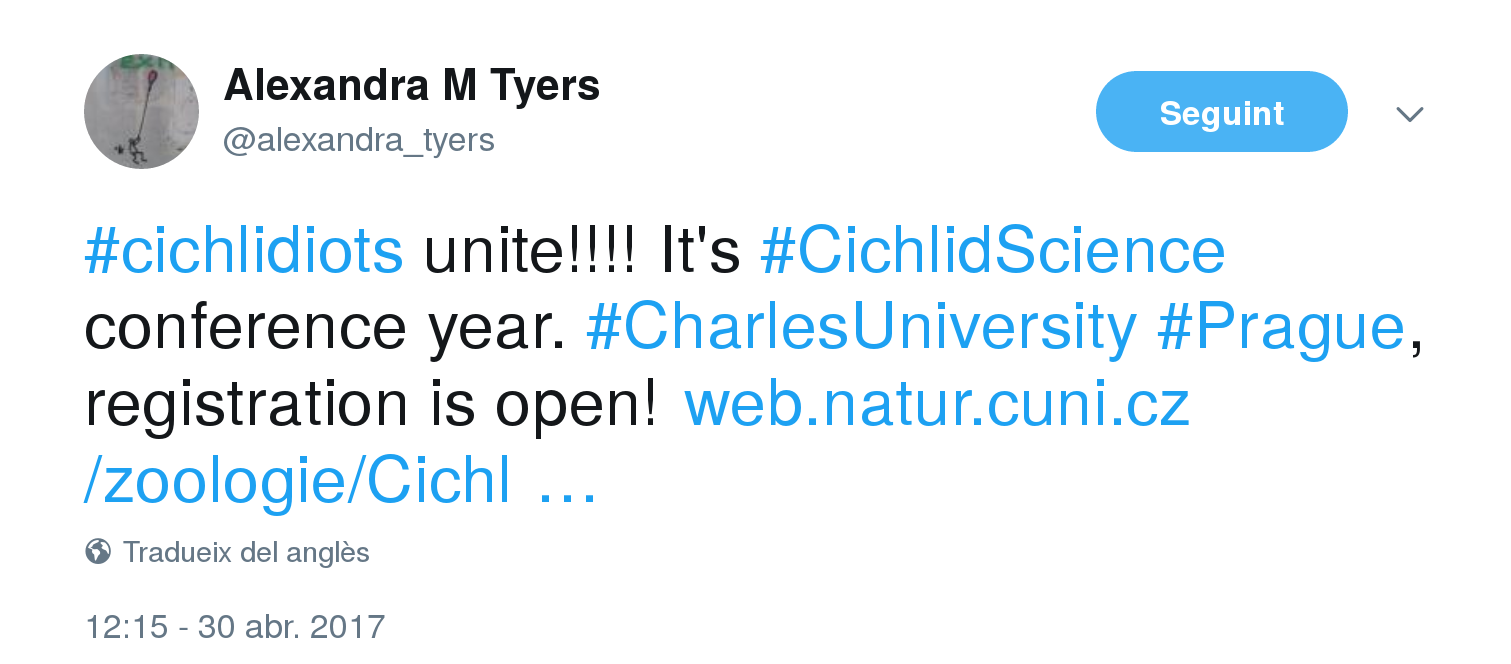 Alexandra M Tyers
@alexandra_tyers
Seguint
#cichlidiots unite!!!! It's #CichlidScience
conference year. #CharlesUniversity #Prague,
registration is open! web.natur.cuni.cz
/zoologie/Cichl …
Tradueix del anglès
12:15 - 30 abr. 2017